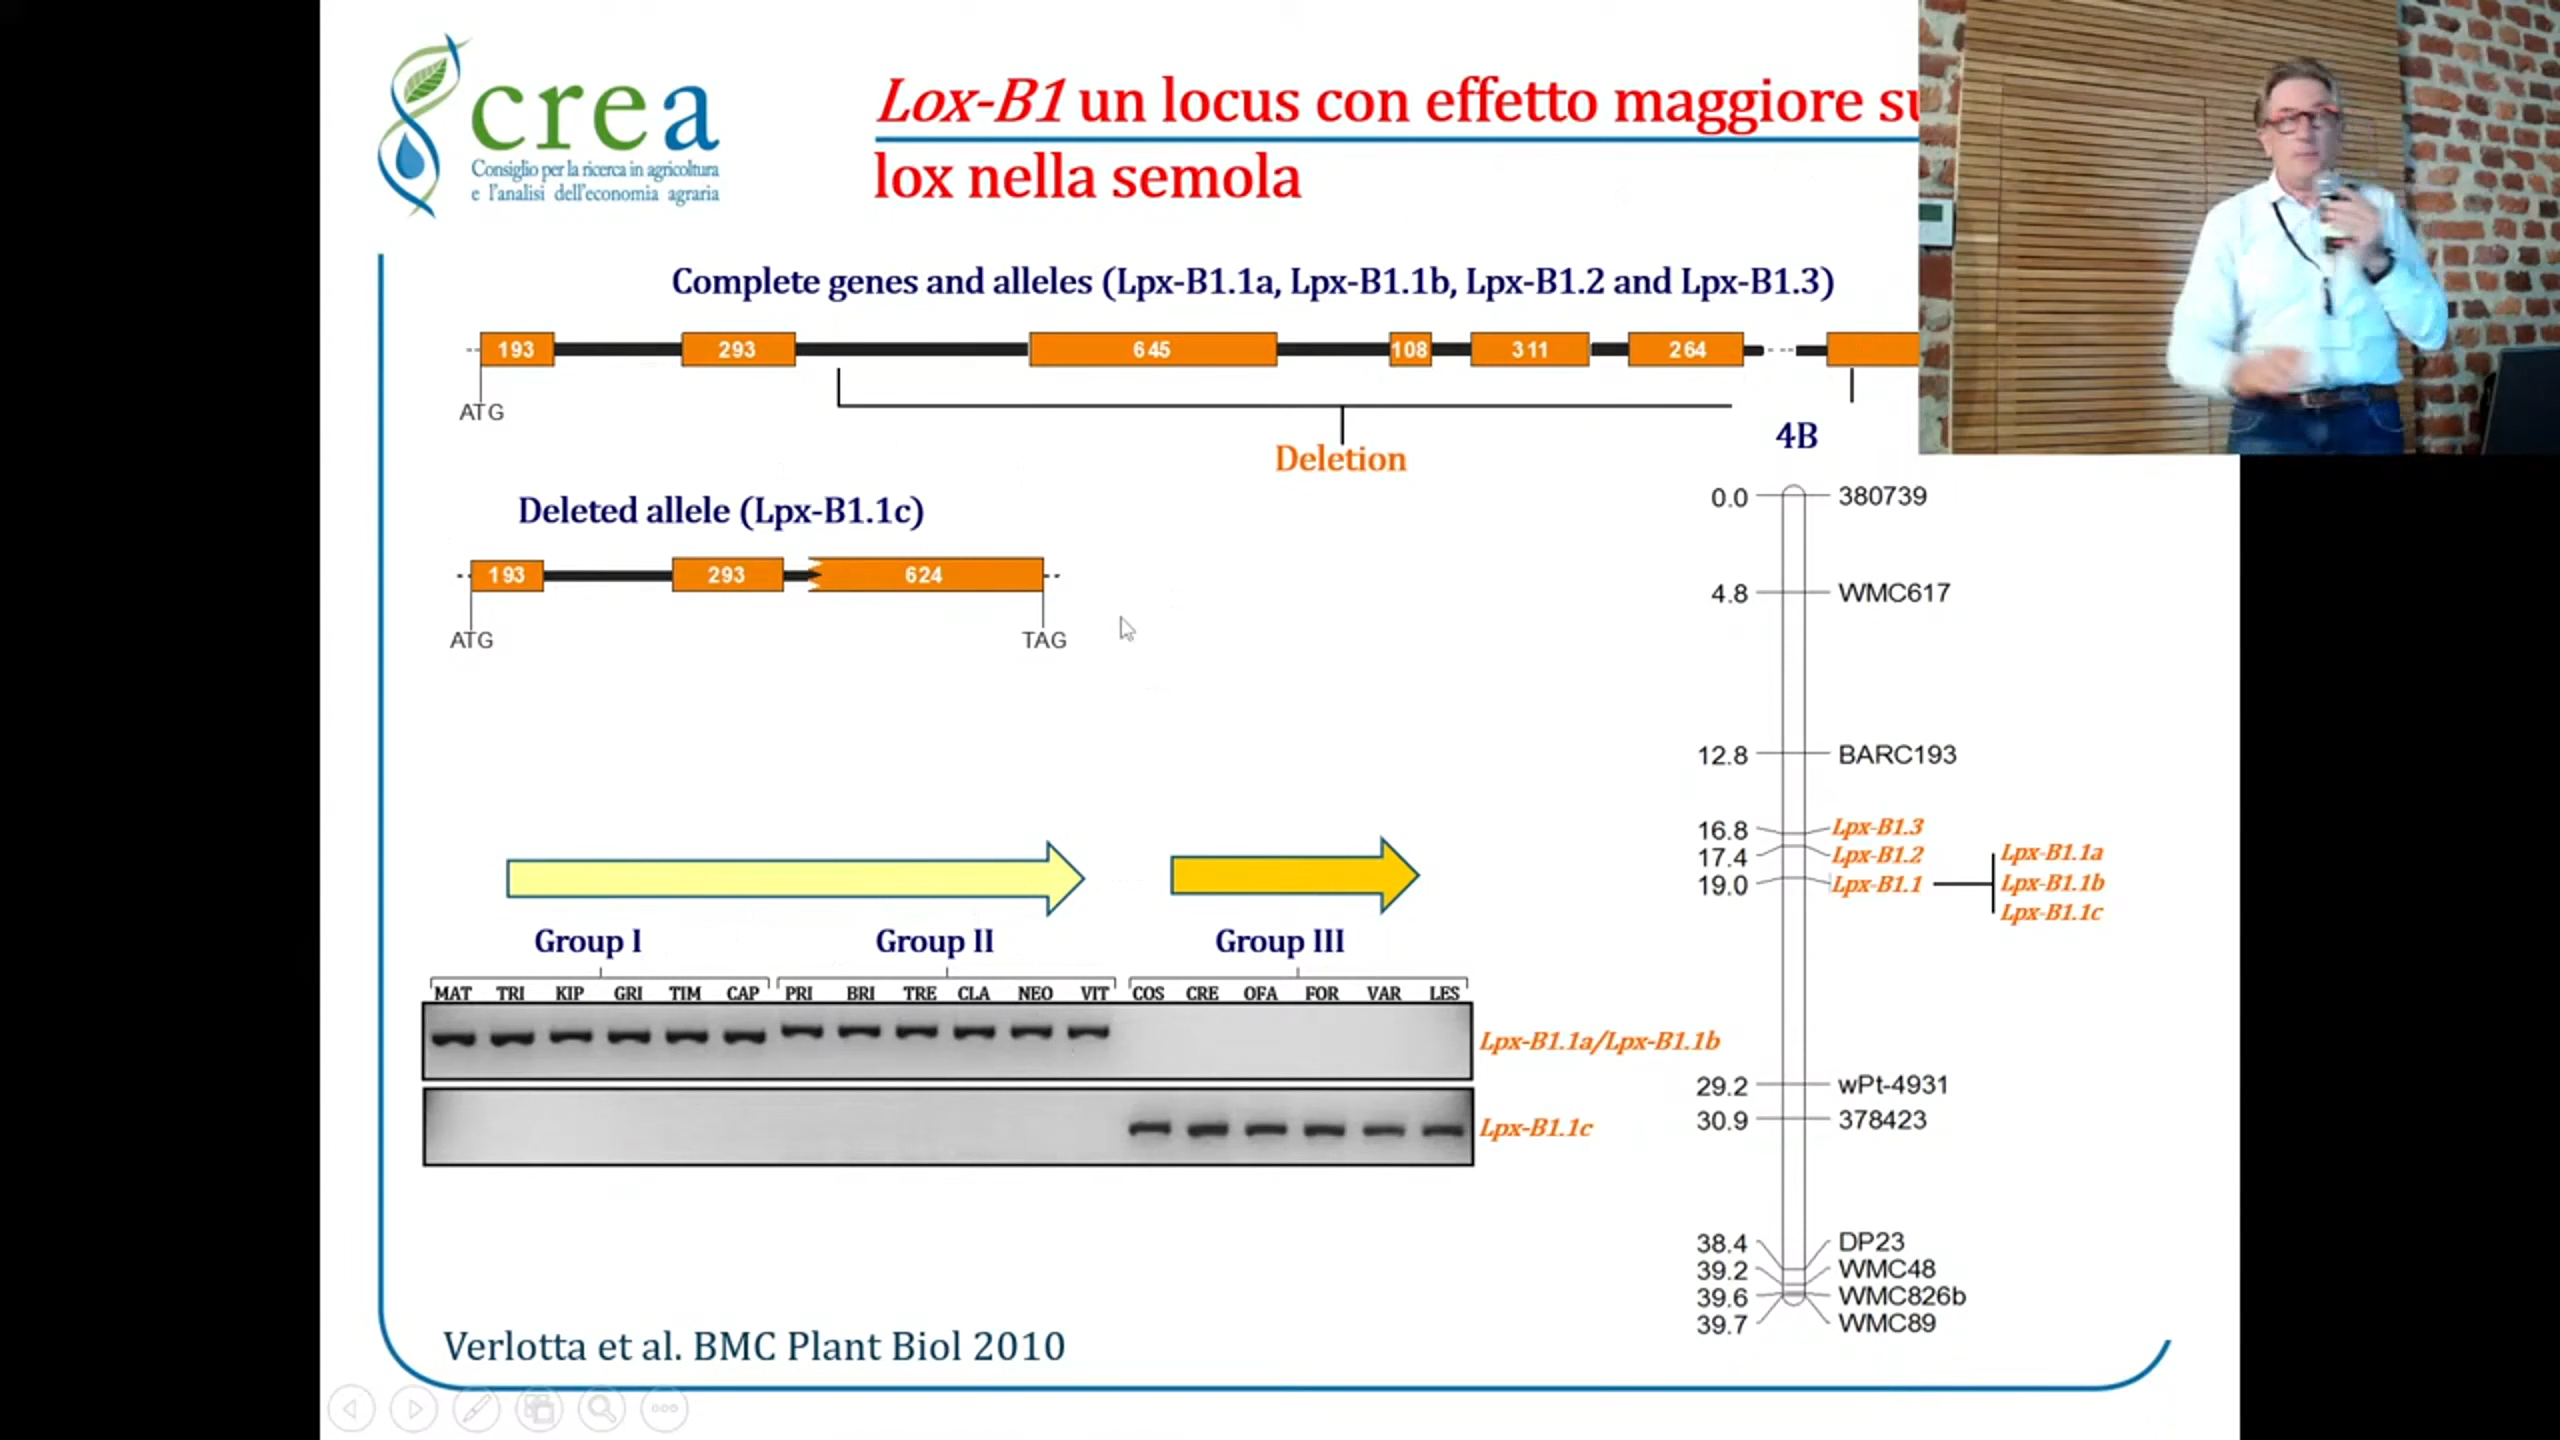 crea
Consiglio per la ricerca in agricoltura
e l'analisi dell'economia agraria
Lox-B1 un locus con effetto maggiore su
lox nella semola
Complete genes and alleles (Lpx-B1.1a, Lpx-B1.1b, Lpx-B1.2 and Lpx-B1.3)
193 293 645 108 311 264
ATG
Deletion
Deleted allele (Lpx-B1.1c)
193 293 624
ATG TAG
Group I Group II Group III
MAT TRI KIP GRI TIM CAP PRI BRI TRE CLA NEO VIT COS CRE OFA FOR VAR LES
Lpx-B1.1a/Lpx-B1.1b
Lpx-B1.1c
4B
0.0 380739
4.8 WMC617
12.8 BARC193
16.8 Lpx-B1.3
17.4 Lpx-B1.2
19.0 Lpx-B1.1
Lpx-B1.1a
Lpx-B1.1b
Lpx-B1.1c
29.2 wPt-4931
30.9 378423
38.4 DP23
39.2 WMC48
39.6 WMC826b
39.7 WMC89
Verlotta et al. BMC Plant Biol 2010